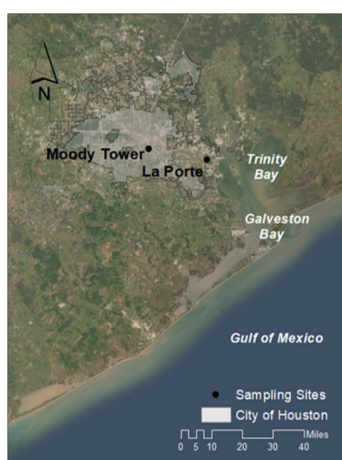 N
Moody Tower
La Porte
Trinity
Bay
Galveston
Bay
Gulf of Mexico
Sampling Sites
City of Houston
Miles
0 5 10 20 30 40